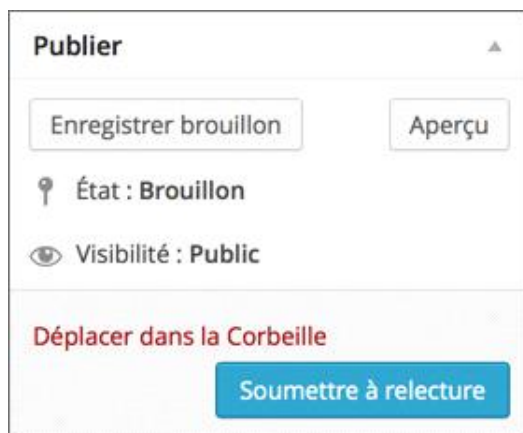 Publier
Enregistrer brouillon
Aperçu
État : Brouillon
Visibilité : Public
Déplacer dans la Corbeille
Soumettre à relecture